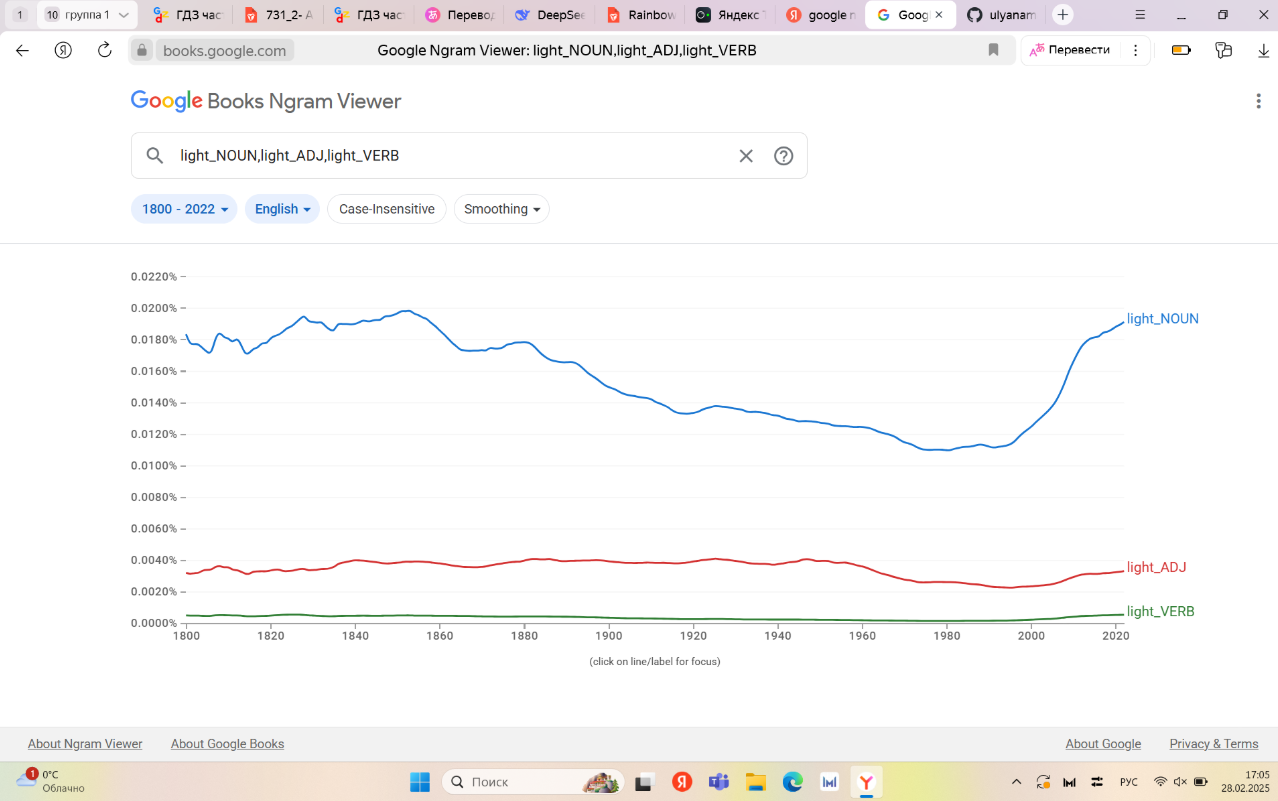 1 10 группа 1 ГДЗ час 731_2- А ГДЗ час Перевод DeepSee Rainbow Яндекс google n Googl ulyanam
books.google.com Google Ngram Viewer: light_NOUN,light_ADJ,light_VERB Перевести
Google Books Ngram Viewer
light_NOUN,light_ADJ,light_VERB
1800 - 2022 English Case-Insensitive Smoothing
0.0220%
0.0200%
light_NOUN
0.0180%
0.0160%
0.0140%
0.0120%
0.0100%
0.0080%
0.0060%
0.0040%
light_ADJ
0.0020%
light_VERB
0.0000%
1800 1820 1840 1860 1880 1900 1920 1940 1960 1980 2000 2020
(click on line/label for focus)
About Ngram Viewer About Google Books About Google Privacy & Terms
1 0°C
Облачно
Поиск
РУС
17:05
28.02.2025